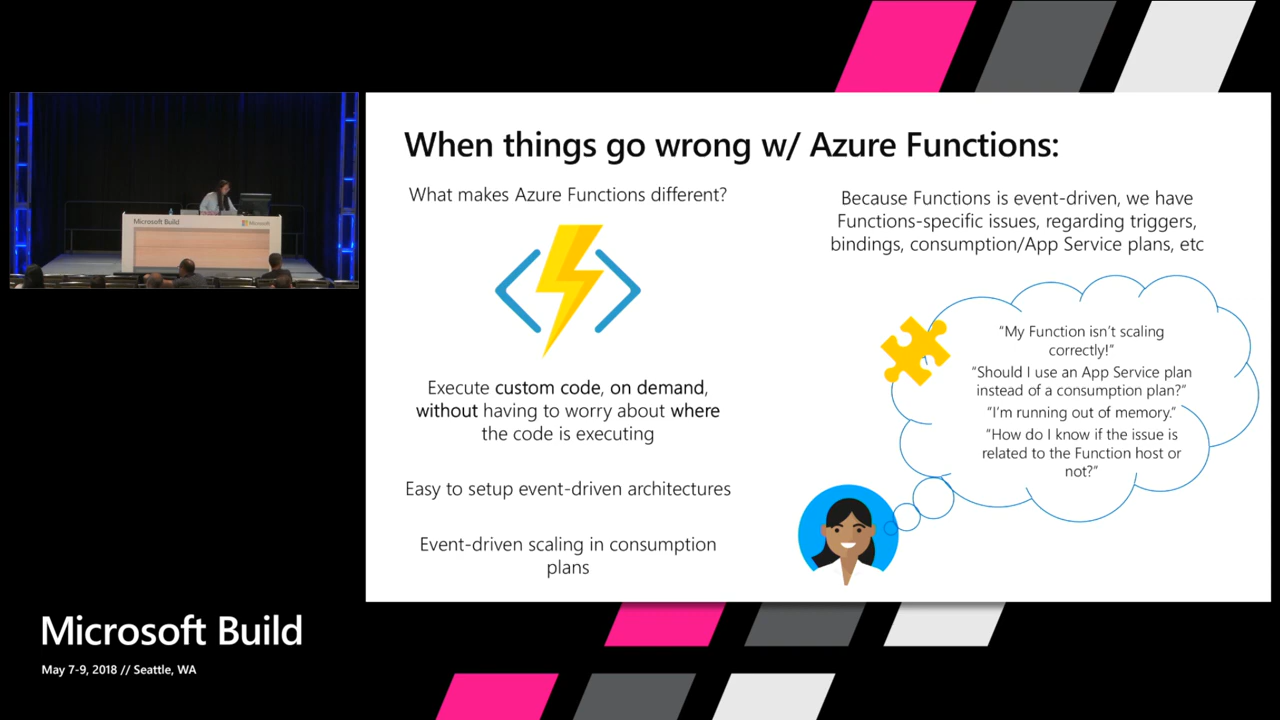 When things go wrong w/ Azure Functions:
What makes Azure Functions different?
Execute custom code, on demand,
without having to worry about where
the code is executing
Easy to setup event-driven architectures
Event-driven scaling in consumption
plans
Because Functions is event-driven, we have
Functions-specific issues, regarding triggers,
bindings, consumption/App Service plans, etc
“My Function isn’t scaling
correctly!”
“Should I use an App Service plan
instead of a consumption plan?”
“I’m running out of memory.”
“How do I know if the issue is
related to the Function host or
not?”
Microsoft Build
Microsoft
Microsoft Build
May 7-9, 2018 // Seattle, WA